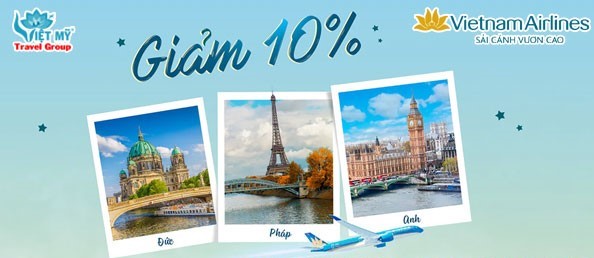 VIỆT MỸ
Travel Group
Giảm 10%
Vietnam Airlines
SẢI CÁNH VƯƠN CAO
Đức
Pháp
Anh